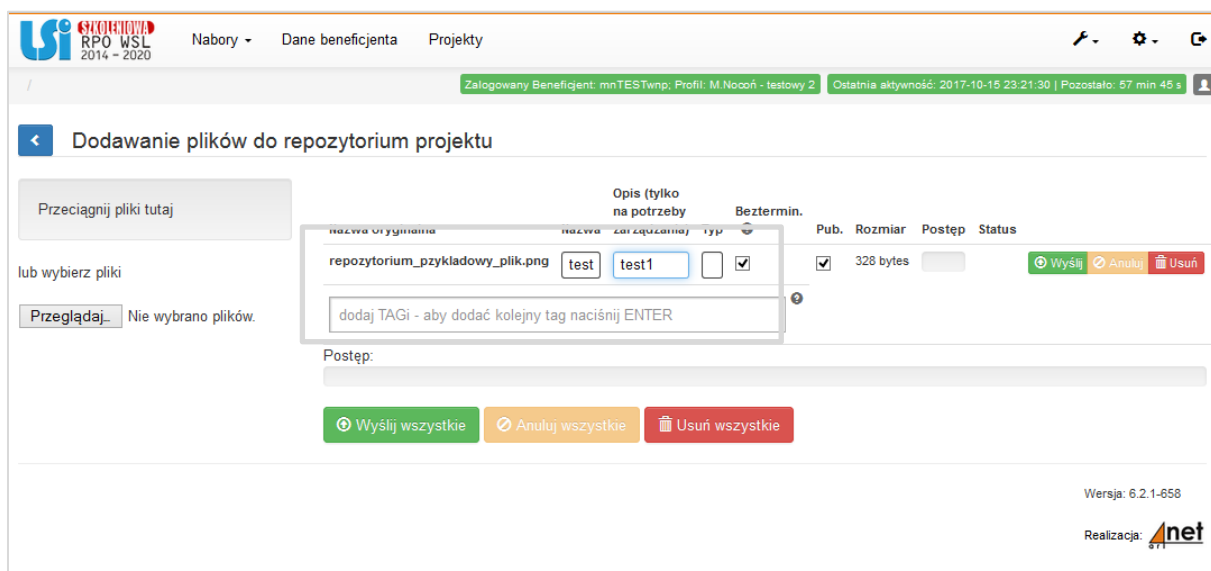 LSI SZKOLENIOWA
RPO WSL
2014 – 2020
Nabory Dane beneficjenta Projekty
/ Zalogowany Beneficjent: mnTESTwnp; Profil: M.Nocoń - testowy 2 Ostatnia aktywność: 2017-10-15 23:21:30 | Pozostało: 57 min 45 s
Dodawanie plików do repozytorium projektu
Przeciągnij pliki tutaj
lub wybierz pliki
Przeglądaj_ Nie wybrano plików.
Opis (tylko
na potrzeby Beztermin.
Nazwa oryginalna Nazwa zarządzania) Typ Pub. Rozmiar Postęp Status
repozytorium_pzykladowy_plik.png test test1 328 bytes Wyślij Anuluj Usuń
dodaj TAGi - aby dodać kolejny tag naciśnij ENTER
Postęp:
Wyślij wszystkie Anuluj wszystkie Usuń wszystkie
Wersja: 6.2.1-658
Realizacja: 4net
art